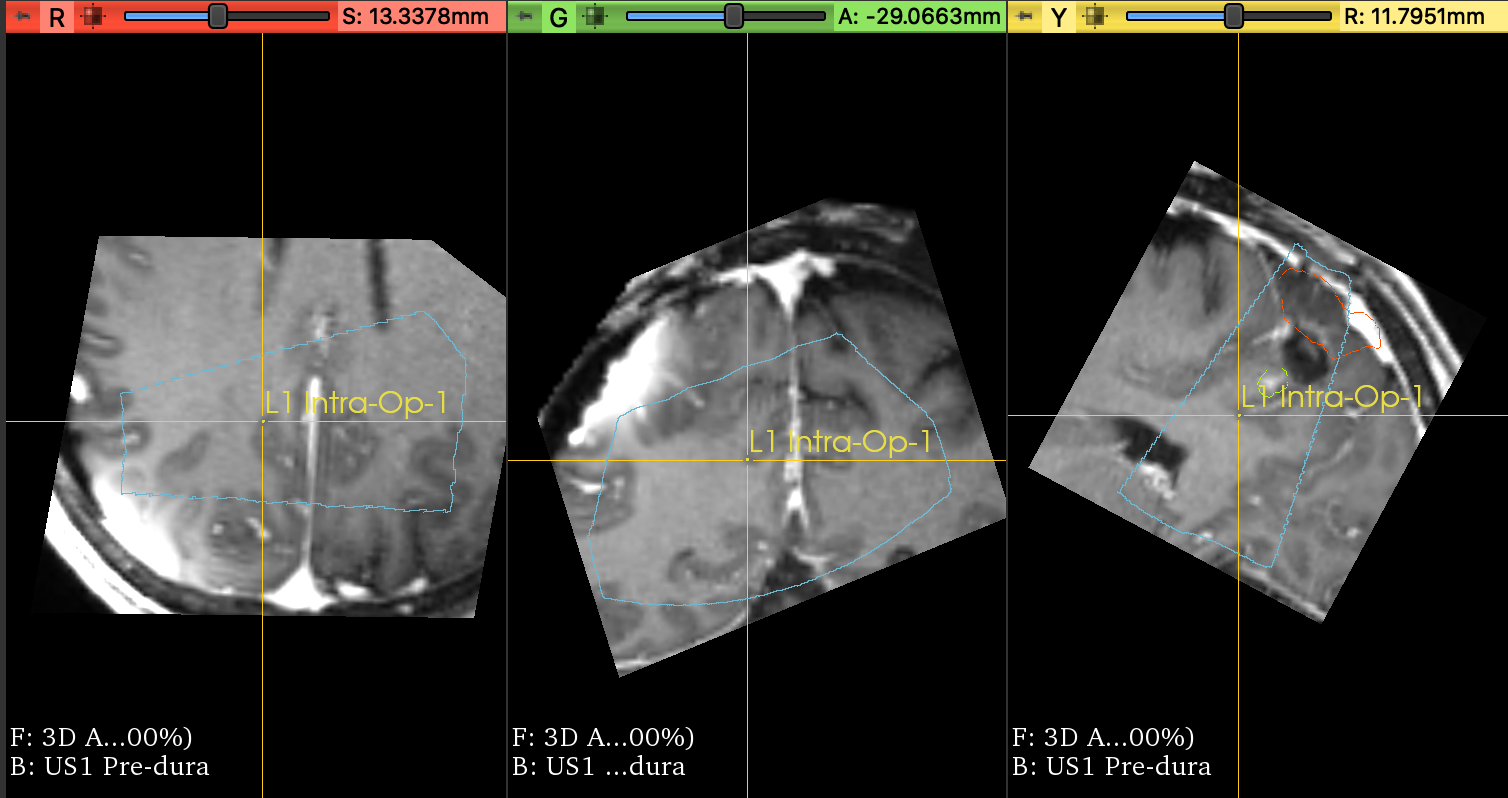 R S: 13.3378mm
G A: -29.0663mm
Y R: 11.7951mm
L1 Intra-Op-1
L1 Intra-Op-1
L1 Intra-Op-1
F: 3D A...00%)
B: US1 Pre-dura
F: 3D A...00%)
B: US1 ...dura
F: 3D A...00%)
B: US1 Pre-dura